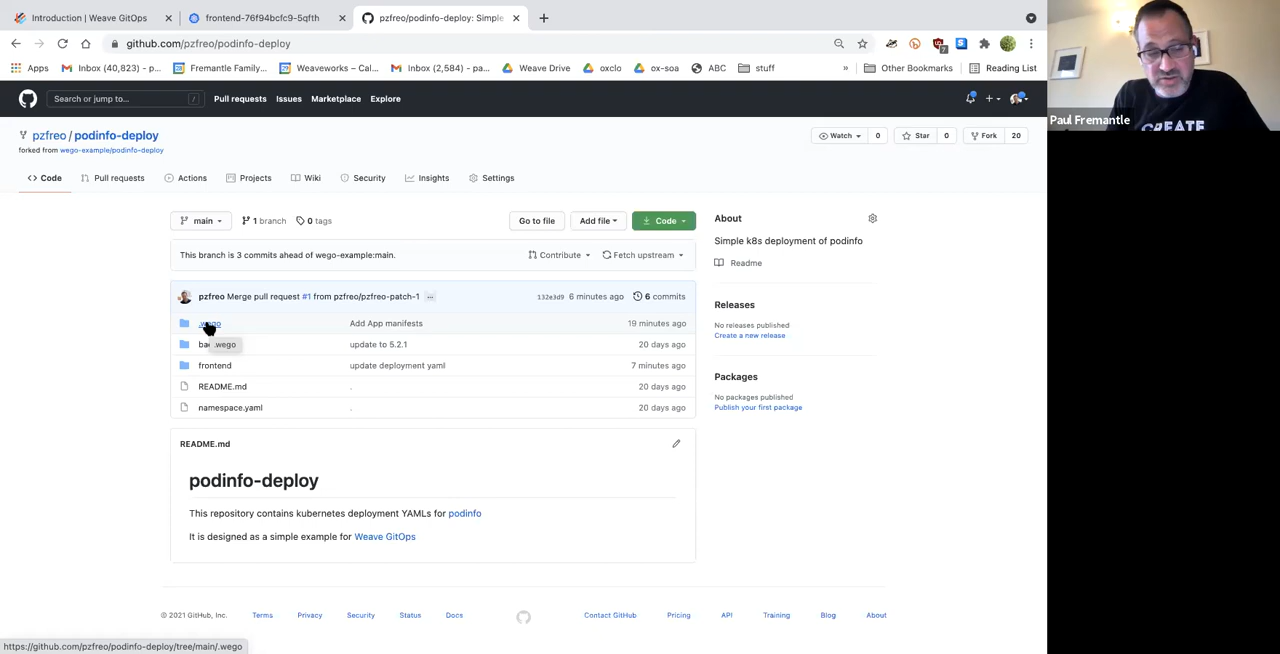 Introduction | Weave GitOps
frontend-76f94bcfc9-5qfth
pzfreo/podinfo-deploy: Simple
github.com/pzfreo/podinfo-deploy
Apps
Inbox (40,823) - p...
Fremantle Family...
Weaveworks – Cal...
Inbox (2,584) - pa...
Weave Drive
oxclo
ox-soa
ABC
stuff
»
Other Bookmarks
Reading List
Search or jump to...
/
Pull requests
Issues
Marketplace
Explore
Paul Fremantle
CREATE
pzfreo / podinfo-deploy
forked from wego-example/podinfo-deploy
Watch
0
Star
0
Fork
20
Code
Pull requests
Actions
Projects
Wiki
Security
Insights
Settings
main
1 branch
0 tags
Go to file
Add file
Code
This branch is 3 commits ahead of wego-example:main.
Contribute
Fetch upstream
pzfreo Merge pull request #1 from pzfreo/pzfreo-patch-1 ...
132e3d9 6 minutes ago
6 commits
.wego
Add App manifests
19 minutes ago
.wego
update to 5.2.1
20 days ago
frontend
update deployment yaml
7 minutes ago
README.md
.
20 days ago
namespace.yaml
.
20 days ago
README.md
podinfo-deploy
This repository contains kubernetes deployment YAMLs for podinfo
It is designed as a simple example for Weave GitOps
About
Simple k8s deployment of podinfo
Readme
Releases
No releases published
Create a new release
Packages
No packages published
Publish your first package
© 2021 GitHub, Inc.
Terms
Privacy
Security
Status
Docs
Contact GitHub
Pricing
API
Training
Blog
About
https://github.com/pzfreo/podinfo-deploy/tree/main/.wego